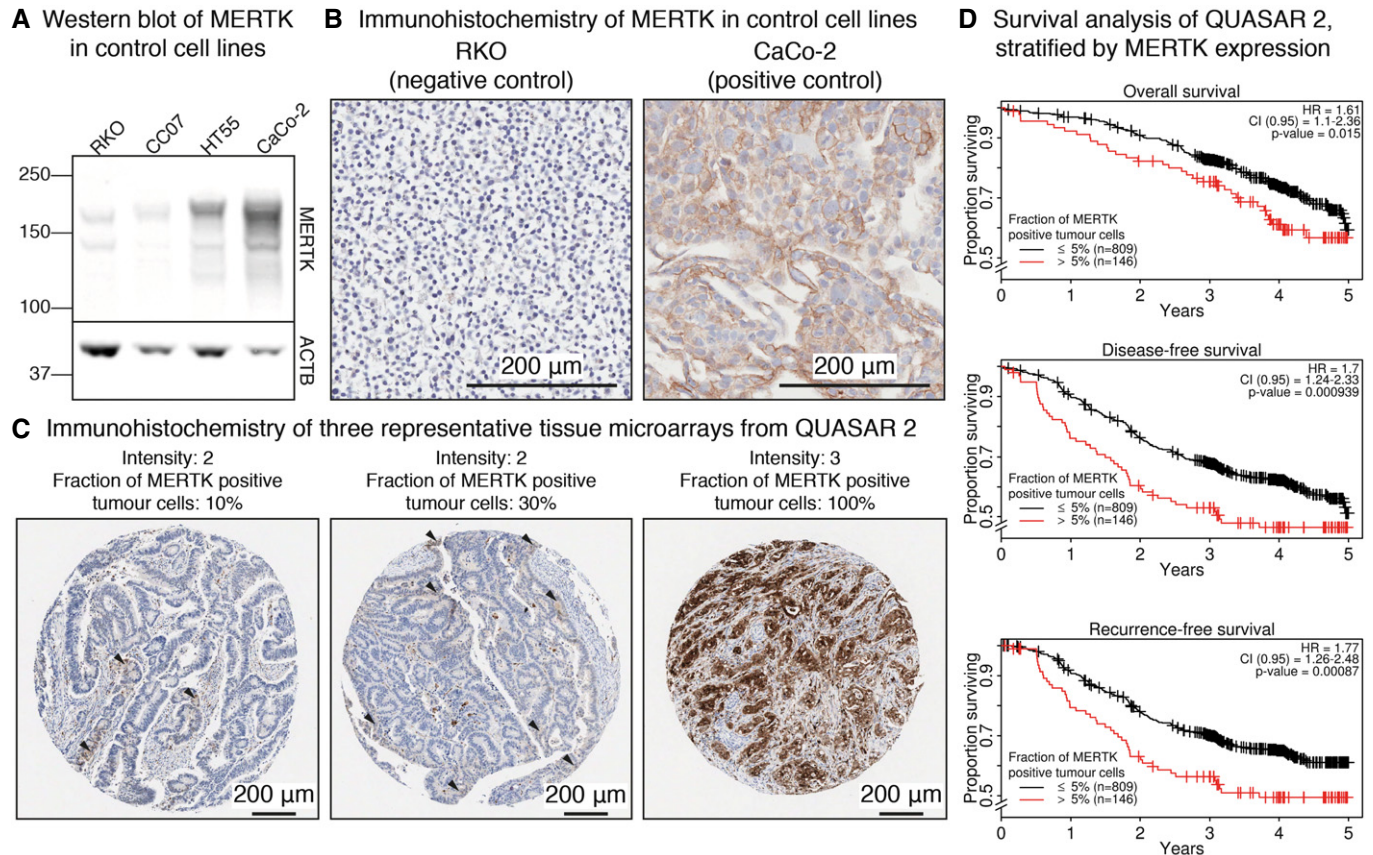 A Western blot of MERTK
in control cell lines
RKO
CC07
HT55
CaCo-2
250
150
100
37
MERTK
ACTB
B Immunohistochemistry of MERTK in control cell lines
RKO
(negative control)
CaCo-2
(positive control)
200 μm
200 μm
C Immunohistochemistry of three representative tissue microarrays from QUASAR 2
Intensity: 2
Fraction of MERTK positive
tumour cells: 10%
200 μm
Intensity: 2
Fraction of MERTK positive
tumour cells: 30%
200 μm
Intensity: 3
Fraction of MERTK positive
tumour cells: 100%
200 μm
D Survival analysis of QUASAR 2,
stratified by MERTK expression
Overall survival
HR = 1.61
CI (0.95) = 1.1-2.36
p-value = 0.015
Proportion surviving
0.9
0.7
0.5
Fraction of MERTK
positive tumour cells
≤ 5% (n=809)
> 5% (n=146)
0 1 2 3 4 5
Years
Disease-free survival
HR = 1.7
CI (0.95) = 1.24-2.33
p-value = 0.000939
Proportion surviving
0.9
0.7
0.5
Fraction of MERTK
positive tumour cells
≤ 5% (n=809)
> 5% (n=146)
0 1 2 3 4 5
Years
Recurrence-free survival
HR = 1.77
CI (0.95) = 1.26-2.48
p-value = 0.00087
Proportion surviving
0.9
0.7
0.5
Fraction of MERTK
positive tumour cells
≤ 5% (n=809)
> 5% (n=146)
0 1 2 3 4 5
Years